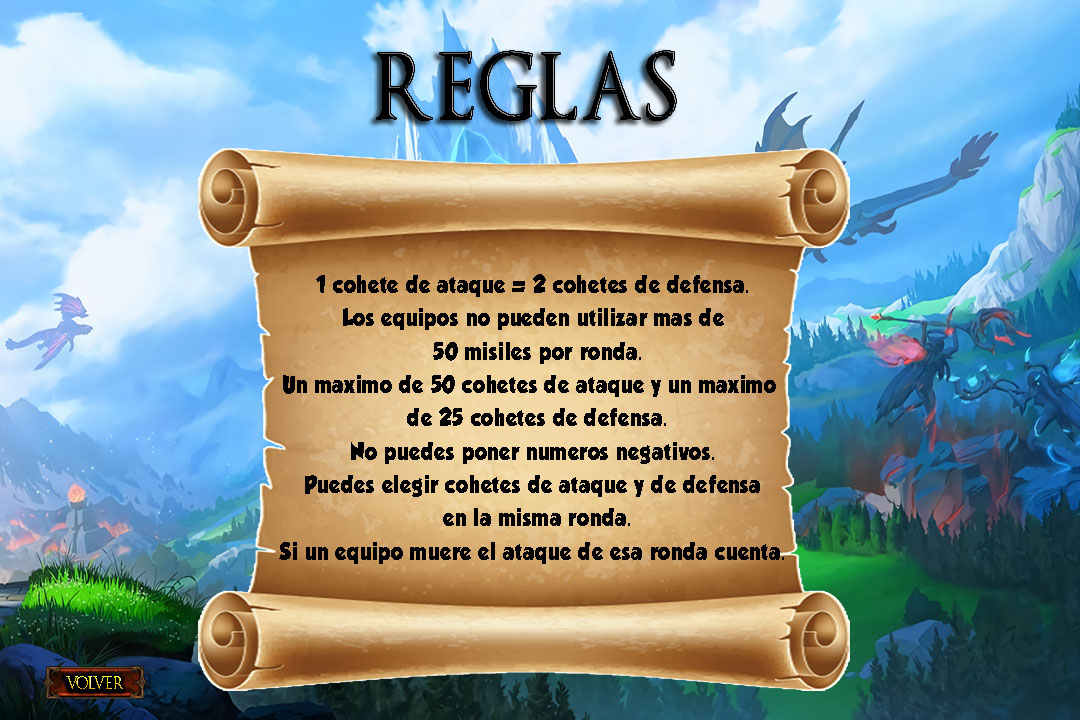 REGLAS
1 cohete de ataque = 2 cohetes de defensa.
Los equipos no pueden utilizar mas de
50 misiles por ronda.
Un maximo de 50 cohetes de ataque y un maximo
de 25 cohetes de defensa.
No puedes poner numeros negativos.
Puedes elegir cohetes de ataque y de defensa
en la misma ronda.
Si un equipo muere el ataque de esa ronda cuenta.
VOLVER